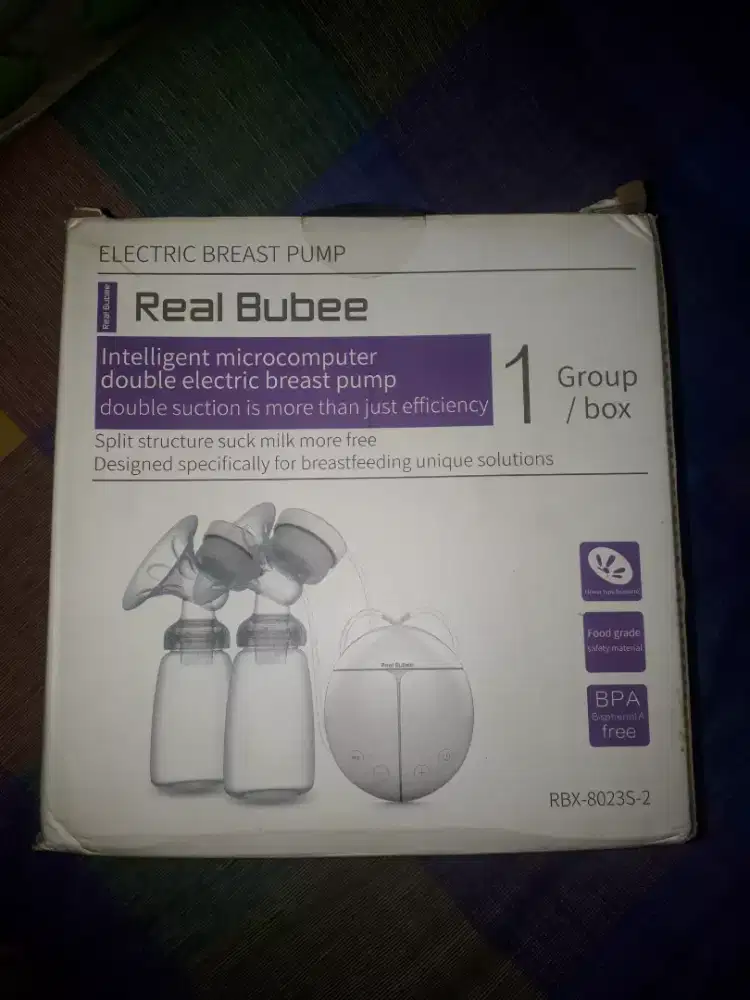 ELECTRIC BREAST PUMP
Real Bubee
Real Bubee
Intelligent microcomputer
double electric breast pump
double suction is more than just efficiency
1
Group
/ box
Split structure suck milk more free
Designed specifically for breastfeeding unique solutions
Real Bubee
Food grade
safety material
BPA
Bisphenol A
free
RBX-8023S-2